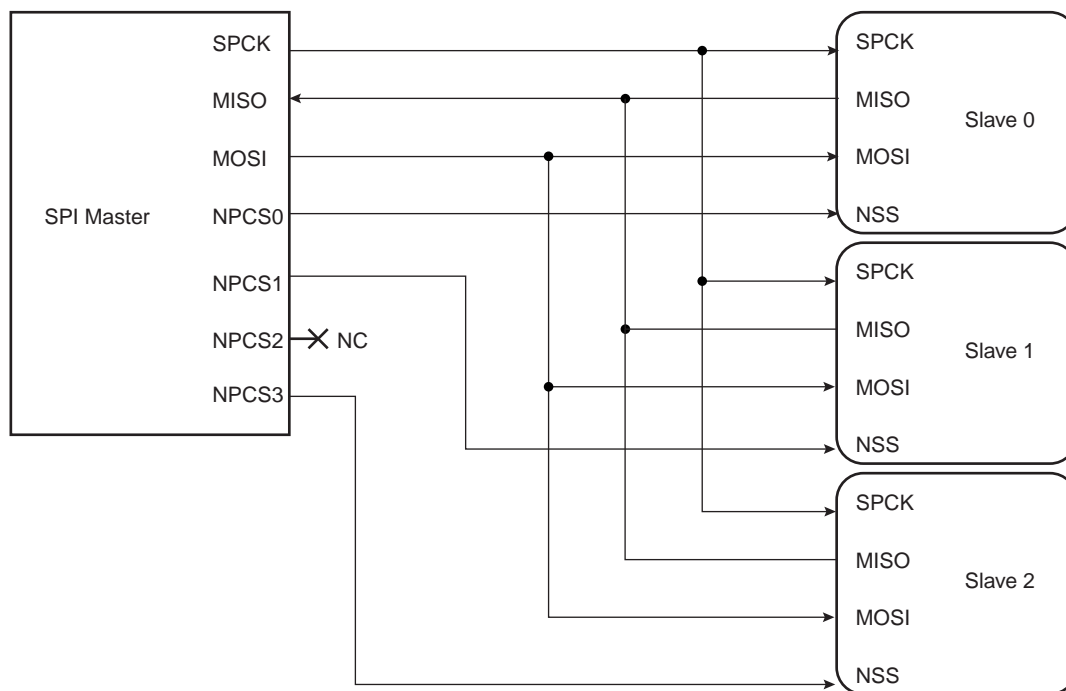 SPI Master
SPCK
MISO
MOSI
NPCS0
NPCS1
NPCS2
NC
NPCS3
SPCK
MISO
Slave 0
MOSI
NSS
SPCK
MISO
Slave 1
MOSI
NSS
SPCK
MISO
Slave 2
MOSI
NSS